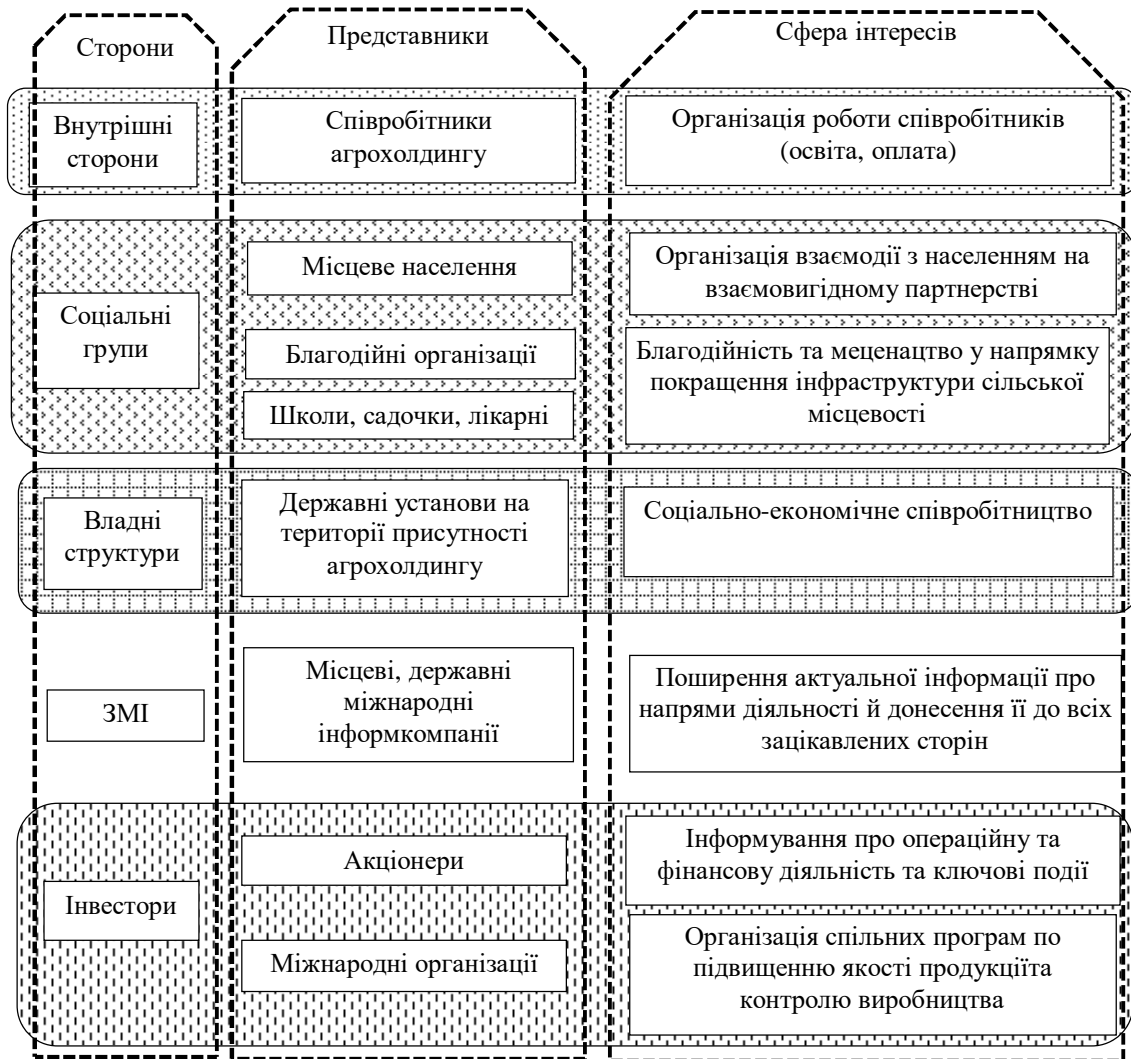 Сторони
Представники
Сфера інтересів
Внутрішні
сторони
Співробітники
агрохолдингу
Організація роботи співробітників
(освіта, оплата)
Соціальні
групи
Місцеве населення
Організація взаємодії з населенням на
взаємовигідному партнерстві
Благодійні організації
Школи, садочки, лікарні
Благодійність та меценацтво у напрямку
покращення інфраструктури сільської
місцевості
Владні
структури
Державні установи на
території присутності
агрохолдингу
Соціально-економічне співробітництво
ЗМІ
Місцеві, державні
міжнародні
інформкомпанії
Поширення актуальної інформації про
напрями діяльності й донесення її до всіх
зацікавлених сторін
Інвестори
Акціонери
Інформування про операційну та
фінансову діяльність та ключові події
Міжнародні організації
Організація спільних програм по
підвищенню якості продукціїта
контролю виробництва